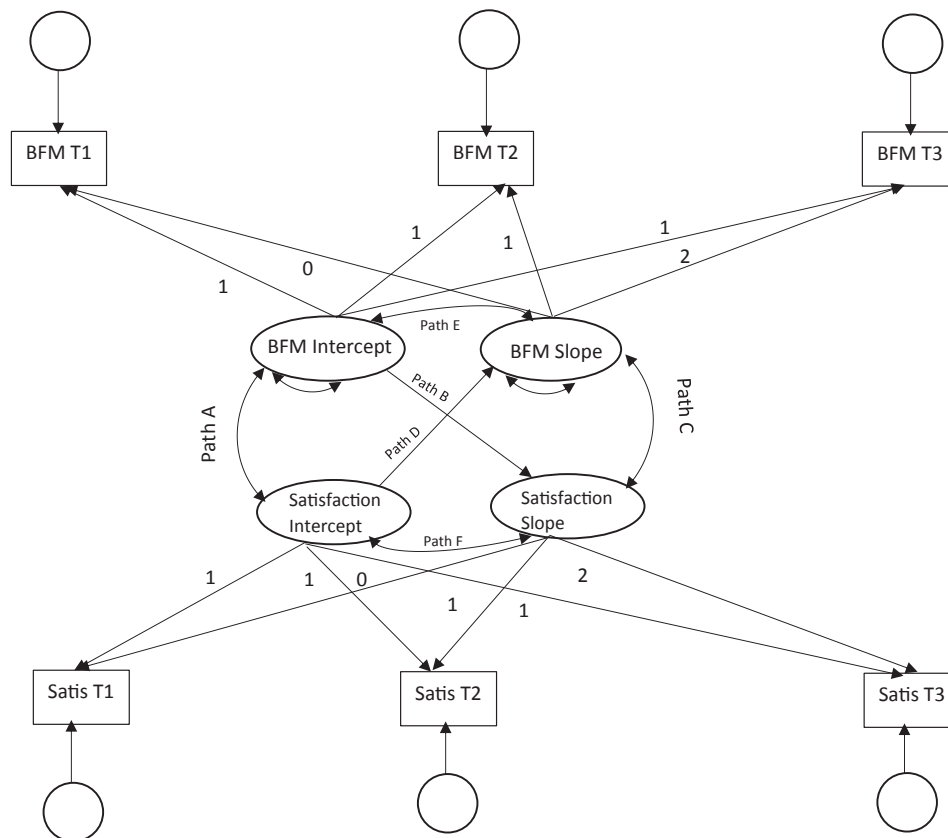 BFM T1
BFM T2
BFM T3
1
1
1
0
2
1
Path E
BFM Intercept
BFM Slope
Path B
Path A
Path D
Path C
Satisfaction
Intercept
Satisfaction
Slope
Path F
1
1
0
2
1
1
Satis T1
Satis T2
Satis T3